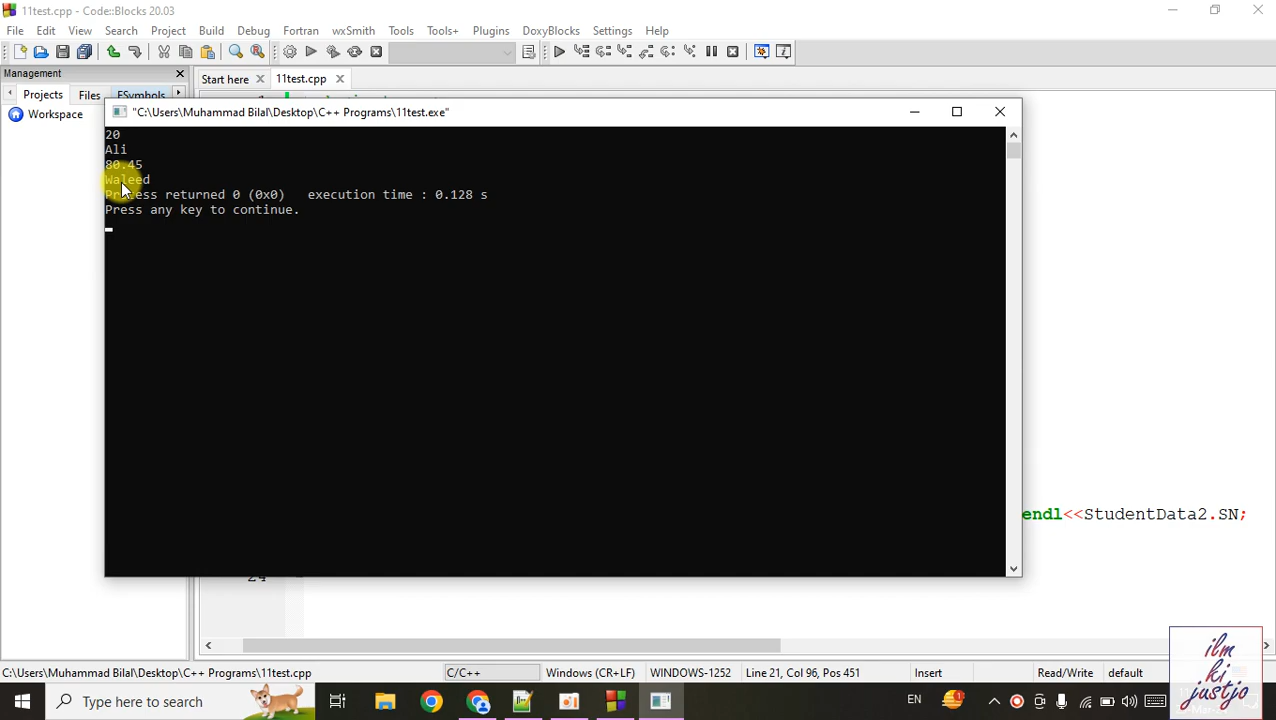 11test.cpp - Code::Blocks 20.03
File Edit View Search Project Build Debug Fortran wxSmith Tools Tools+ Plugins DoxyBlocks Settings Help
Management
Start here 11test.cpp
Projects Files FSymbols
Workspace
"C:\Users\Muhammad Bilal\Desktop\C++ Programs\11test.exe"
20
Ali
80.45
Waleed
Process returned 0 (0x0) execution time : 0.128 s
Press any key to continue.
endl<<StudentData2.SN;
24
C:\Users\Muhammad Bilal\Desktop\C++ Programs\11test.cpp C/C++ Windows (CR+LF) WINDOWS-1252 Line 21, Col 96, Pos 451 Insert Read/Write default
Type here to search
EN
1
ilm
ki
justjo